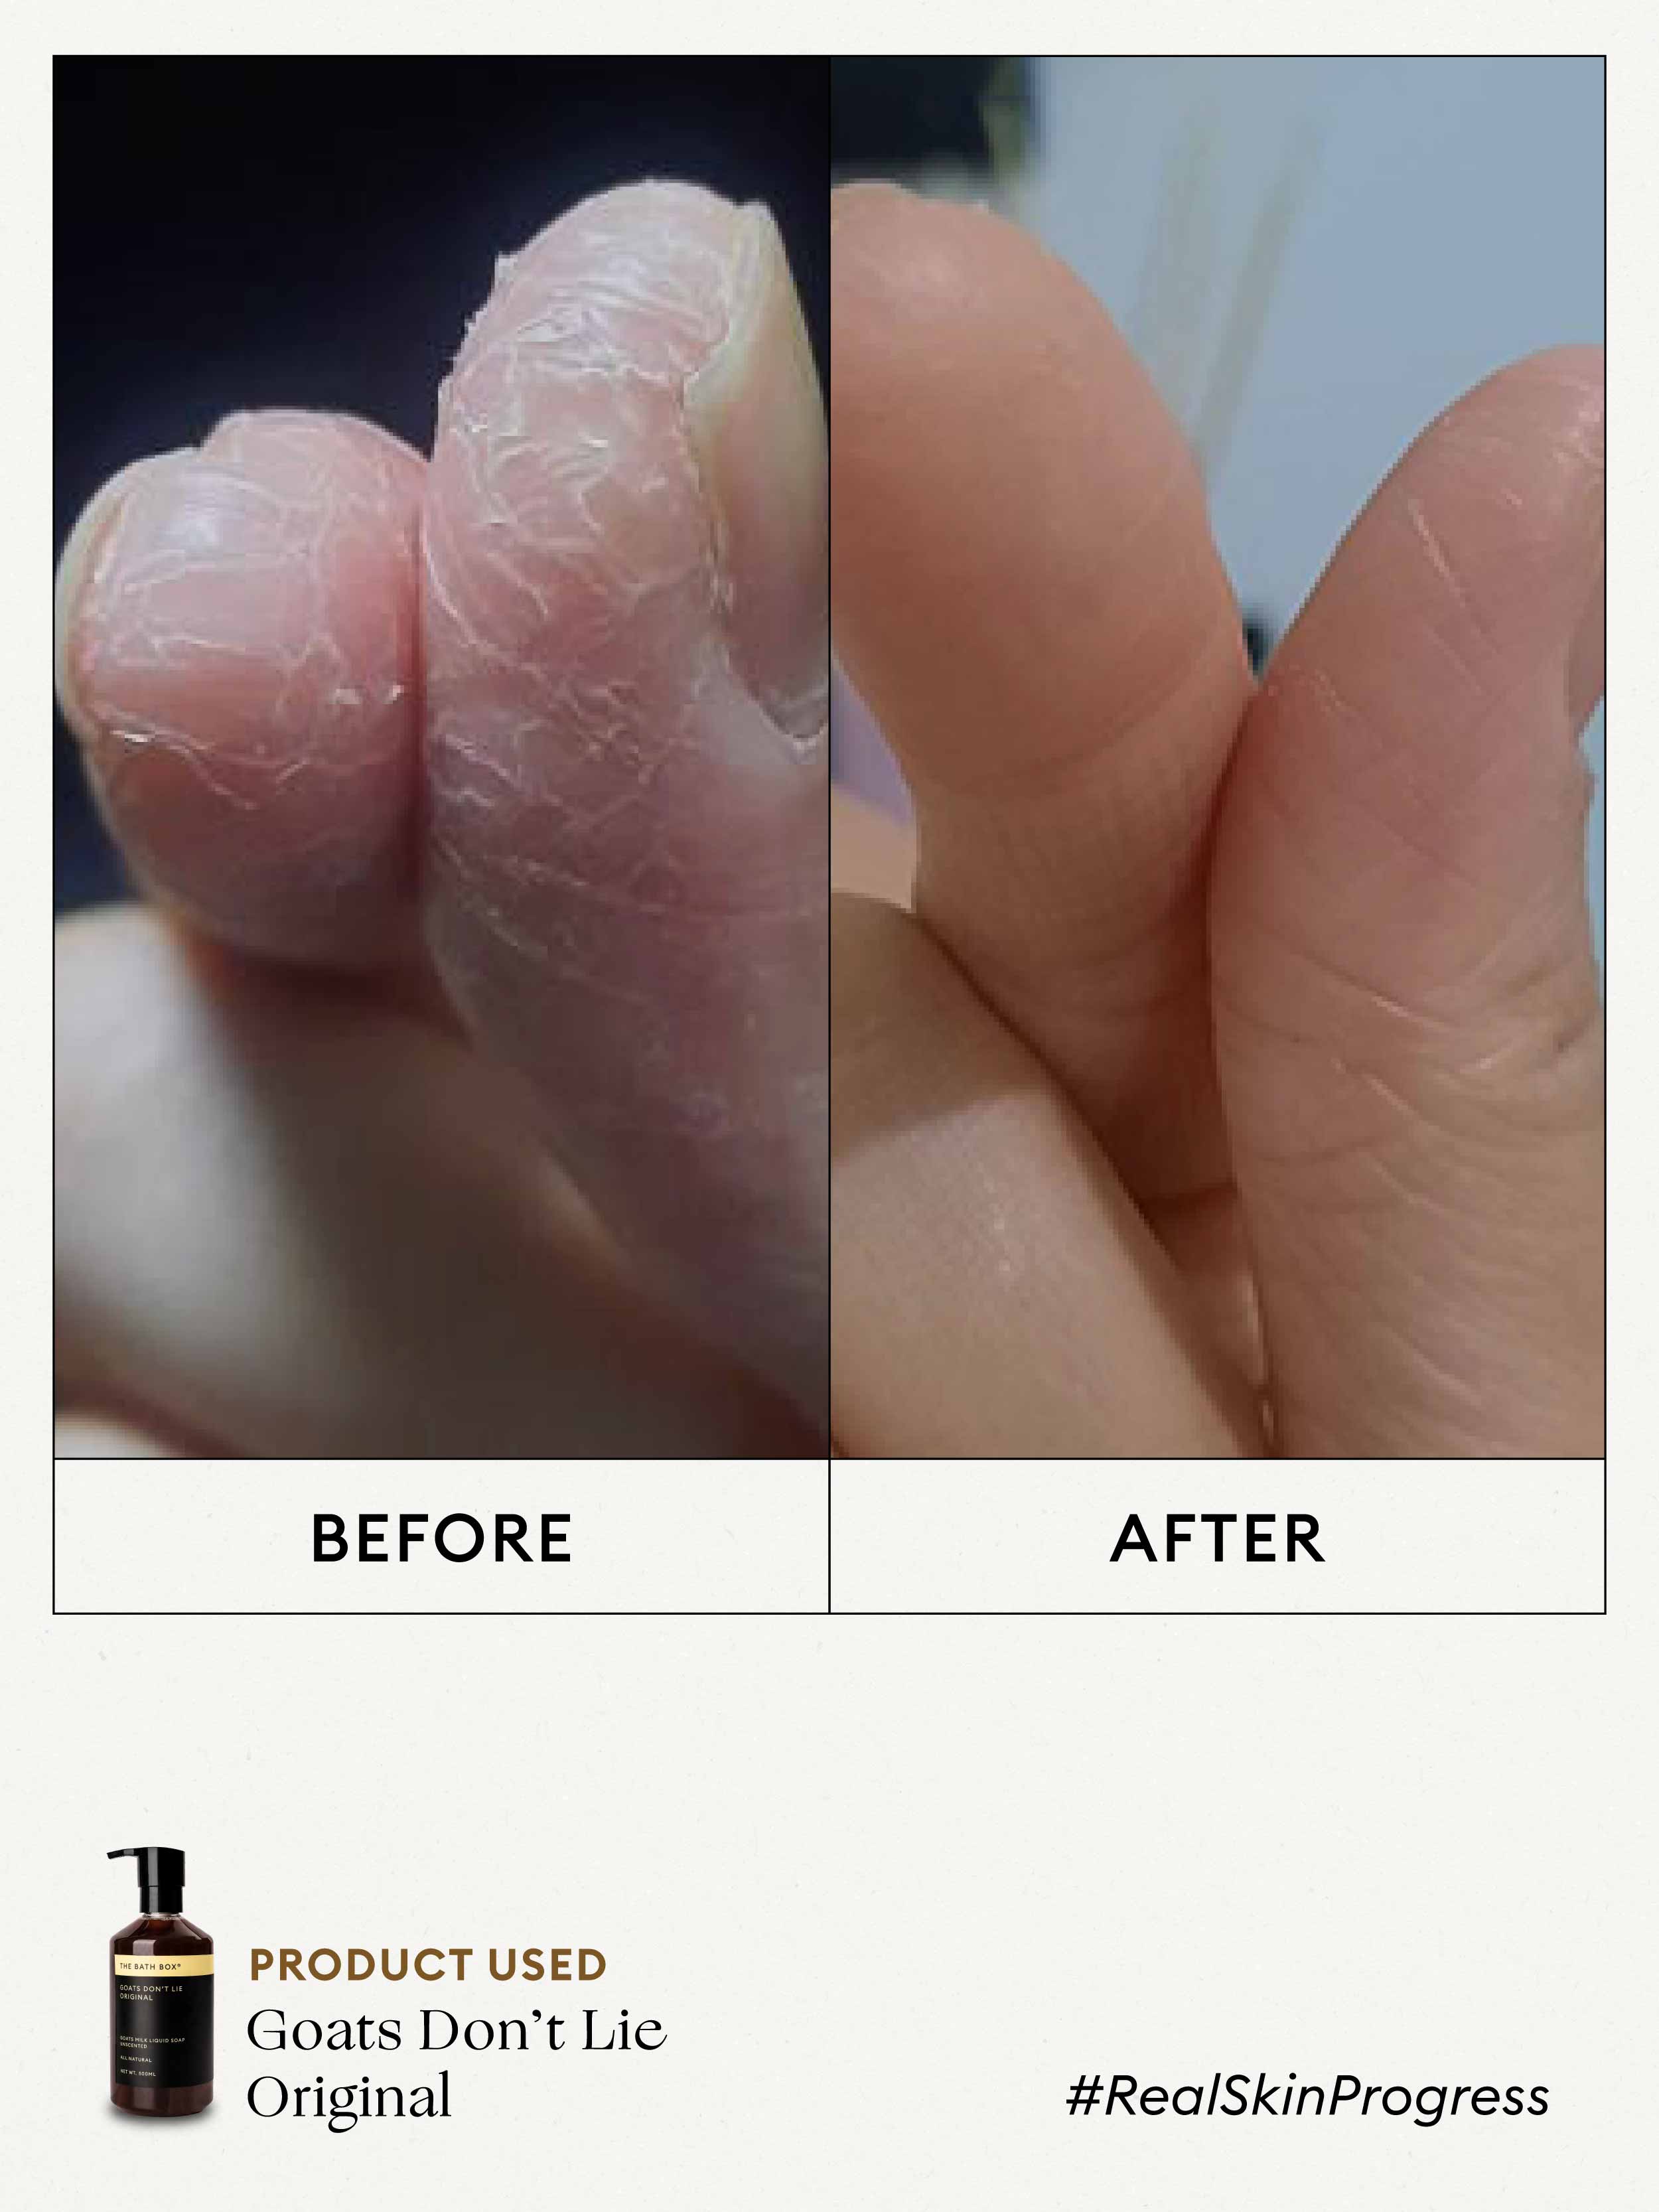 BEFORE
AFTER
THE BATH BOX®
GOATS DON'T LIE
ORIGINAL
GOATS MILK LIQUID SOAP
UNSCENTED
ALL NATURAL
NET WT. 500ML
PRODUCT USED
Goats Don’t Lie
Original
#RealSkinProgress